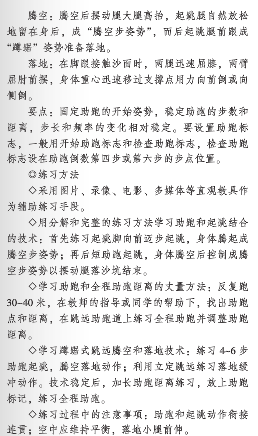 腾空：腾空后摆动腿大腿高抬，起跳腿自然放松
地留在身后，成“腾空步姿势”，而后起跳腿前跟成
“蹲踞”姿势准备落地。
落地：在脚跟接触沙面时，两腿迅速屈膝，两臂
屈肘前摆，身体重心迅速移过支撑点用力向前倒或向
侧倒。
要点：固定助跑的开始姿势，稳定助跑的步数和
距离，步长和频率的变化相对稳定。要设置助跑标
志，一般用开始助跑标志和检查助跑标志，检查助跑
标志设在助跑倒数第四步或第六步的步点位置。
◎练习方法
◇采用图片、录像、电影、多媒体等直观教具作
为辅助练习手段。
◇用分解和完整的练习方法学习助跑和起跳结合
的技术：首先练习起跳脚向前迈步起跳，身体腾起成
腾空步姿势；再后短助跑起跳，身体腾空后控制成腾
空步姿势以摆动腿落沙坑结束。
◇学习助跑和全程助跑距离的丈量方法：反复跑
30-40米，在教师的指导或同学的帮助下，找出助跑
点和距离，在跳远助跑道上练习全程助跑并调整助跑
距离。
◇学习蹲踞式跳远腾空和落地技术：练习4-6步
助跑起跳，腾空落地动作；利用立定跳远练习落地缓
冲动作。技术稳定后，加长助跑距离练习，放上助跑
标记，练习全程助跑。
◇练习过程中的注意事项：助跑和起跳动作衔接
连贯；空中应维持平衡，落地小腿前伸。